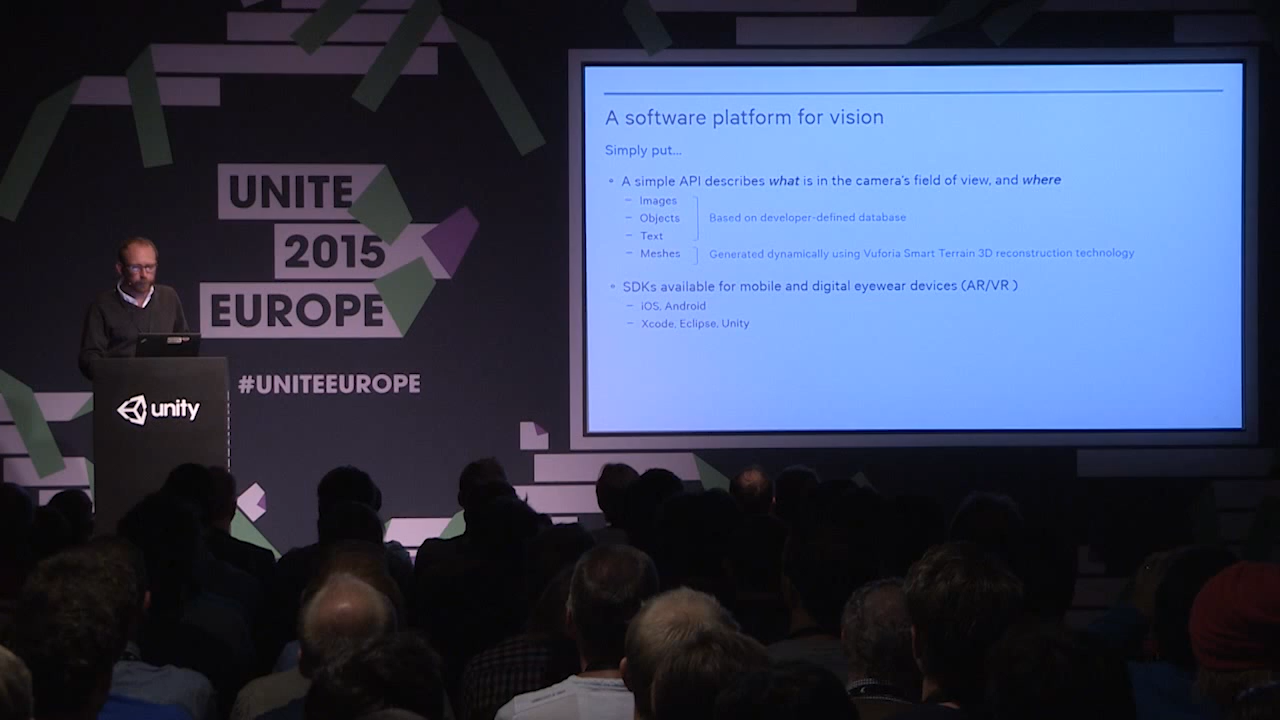 UNITE
2015
EUROPE
#UNITEEUROPE
unity
A software platform for vision
Simply put...
• A simple API describes what is in the camera's field of view, and where
– Images
– Objects
– Text
Based on developer-defined database
– Meshes
Generated dynamically using Vuforia Smart Terrain 3D reconstruction technology
• SDKs available for mobile and digital eyewear devices (AR/VR )
– iOS, Android
– Xcode, Eclipse, Unity